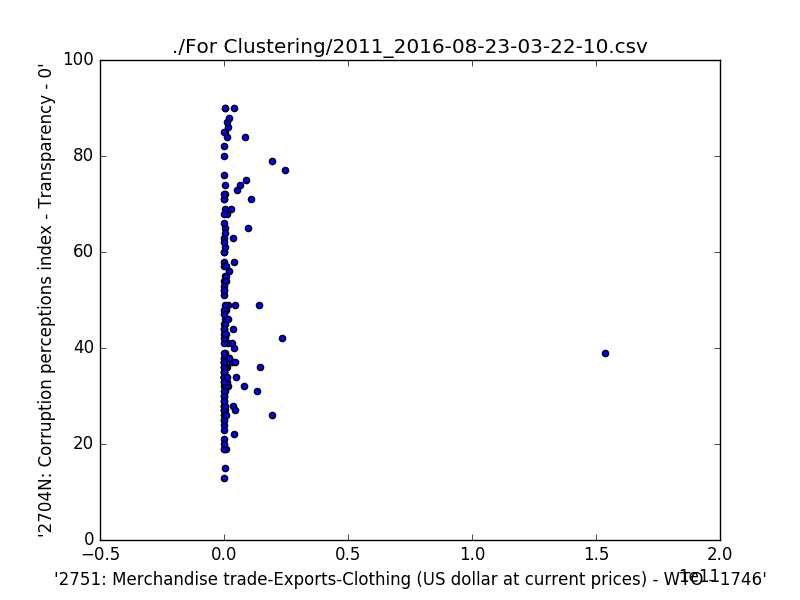 ./For Clustering/2011_2016-08-23-03-22-10.csv
'2704N: Corruption perceptions index - Transparency - 0'
100
80
60
40
20
0
−0.5 0.0 0.5 1.0 1.5 2.0
1e11
'2751: Merchandise trade-Exports-Clothing (US dollar at current prices) - WTO - 1746'